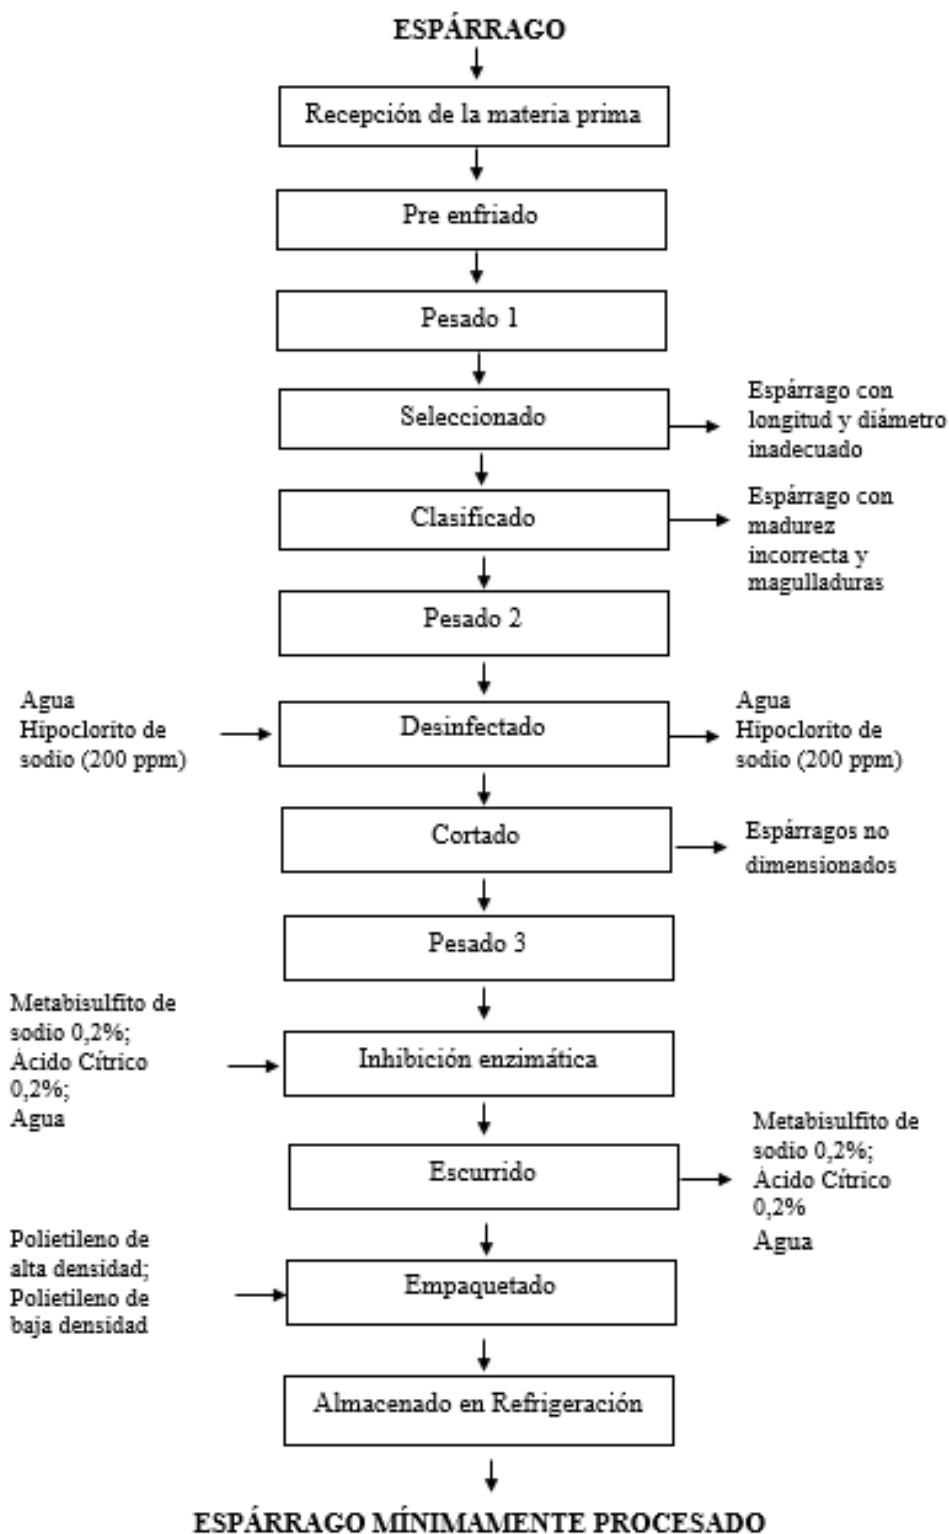 ESPÁRRAGO
Recepción de la materia prima
Pre enfriado
Pesado 1
Seleccionado
Espárrago con
longitud y diámetro
inadecuado
Clasificado
Espárrago con
madurez
incorrecta y
magulladuras
Pesado 2
Agua
Hipoclorito de
sodio (200 ppm)
Desinfectado
Agua
Hipoclorito de
sodio (200 ppm)
Cortado
Espárragos no
dimensionados
Pesado 3
Metabisulfito de
sodio 0,2%;
Ácido Cítrico
0,2%;
Agua
Inhibición enzimática
Escurrido
Metabisulfito de
sodio 0,2%;
Ácido Cítrico
0,2%
Agua
Polietileno de
alta densidad;
Polietileno de
baja densidad
Empaquetado
Almacenado en Refrigeración
ESPÁRRAGO MÍNIMAMENTE PROCESADO